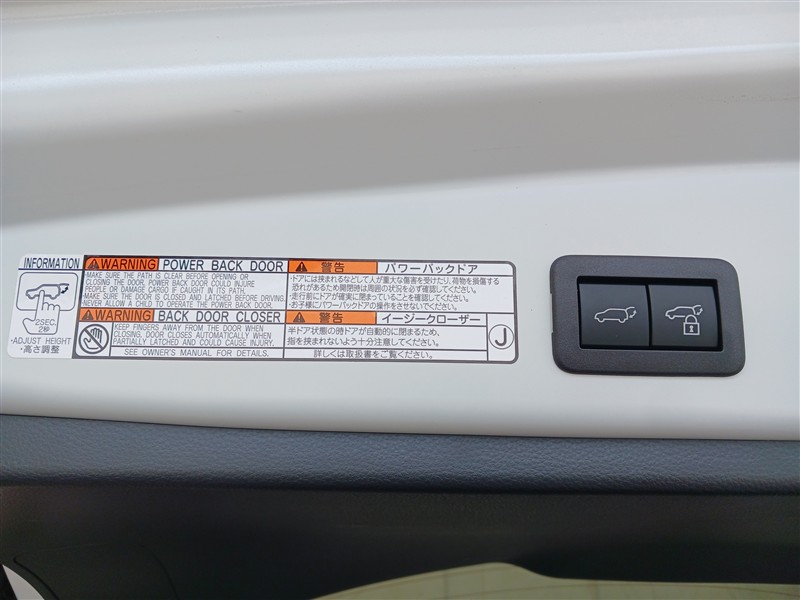 INFORMATION
2SEC.
2秒
・ADJUST HEIGHT
・高さ調整
WARNING POWER BACK DOOR
・MAKE SURE THE PATH IS CLEAR BEFORE OPENING OR
CLOSING THE DOOR. POWER BACK DOOR COULD INJURE
PEOPLE OR DAMAGE CARGO IF CAUGHT IN ITS PATH.
・MAKE SURE THE DOOR IS CLOSED AND LATCHED BEFORE DRIVING.
・NEVER ALLOW A CHILD TO OPERATE THE POWER BACK DOOR.
WARNING BACK DOOR CLOSER
KEEP FINGERS AWAY FROM THE DOOR WHEN
CLOSING. DOOR CLOSES AUTOMATICALLY WHEN
PARTIALLY LATCHED AND COULD CAUSE INJURY.
SEE OWNER'S MANUAL FOR DETAILS.
警告 パワーバックドア
・ドアには挟まれるなどして人が重大な傷害を受けたり、荷物を損傷する
恐れがあるため開閉時は周囲の状況を必ず確認してください。
・走行前にドアが確実に閉まっていることを確認してください。
・お子様にパワーバックドアの操作をさせないでください。
警告 イージークローザー
半ドア状態の時ドアが自動的に閉まるため、
指を挟まれないよう十分注意してください。
詳しくは取扱書をご覧ください。
J